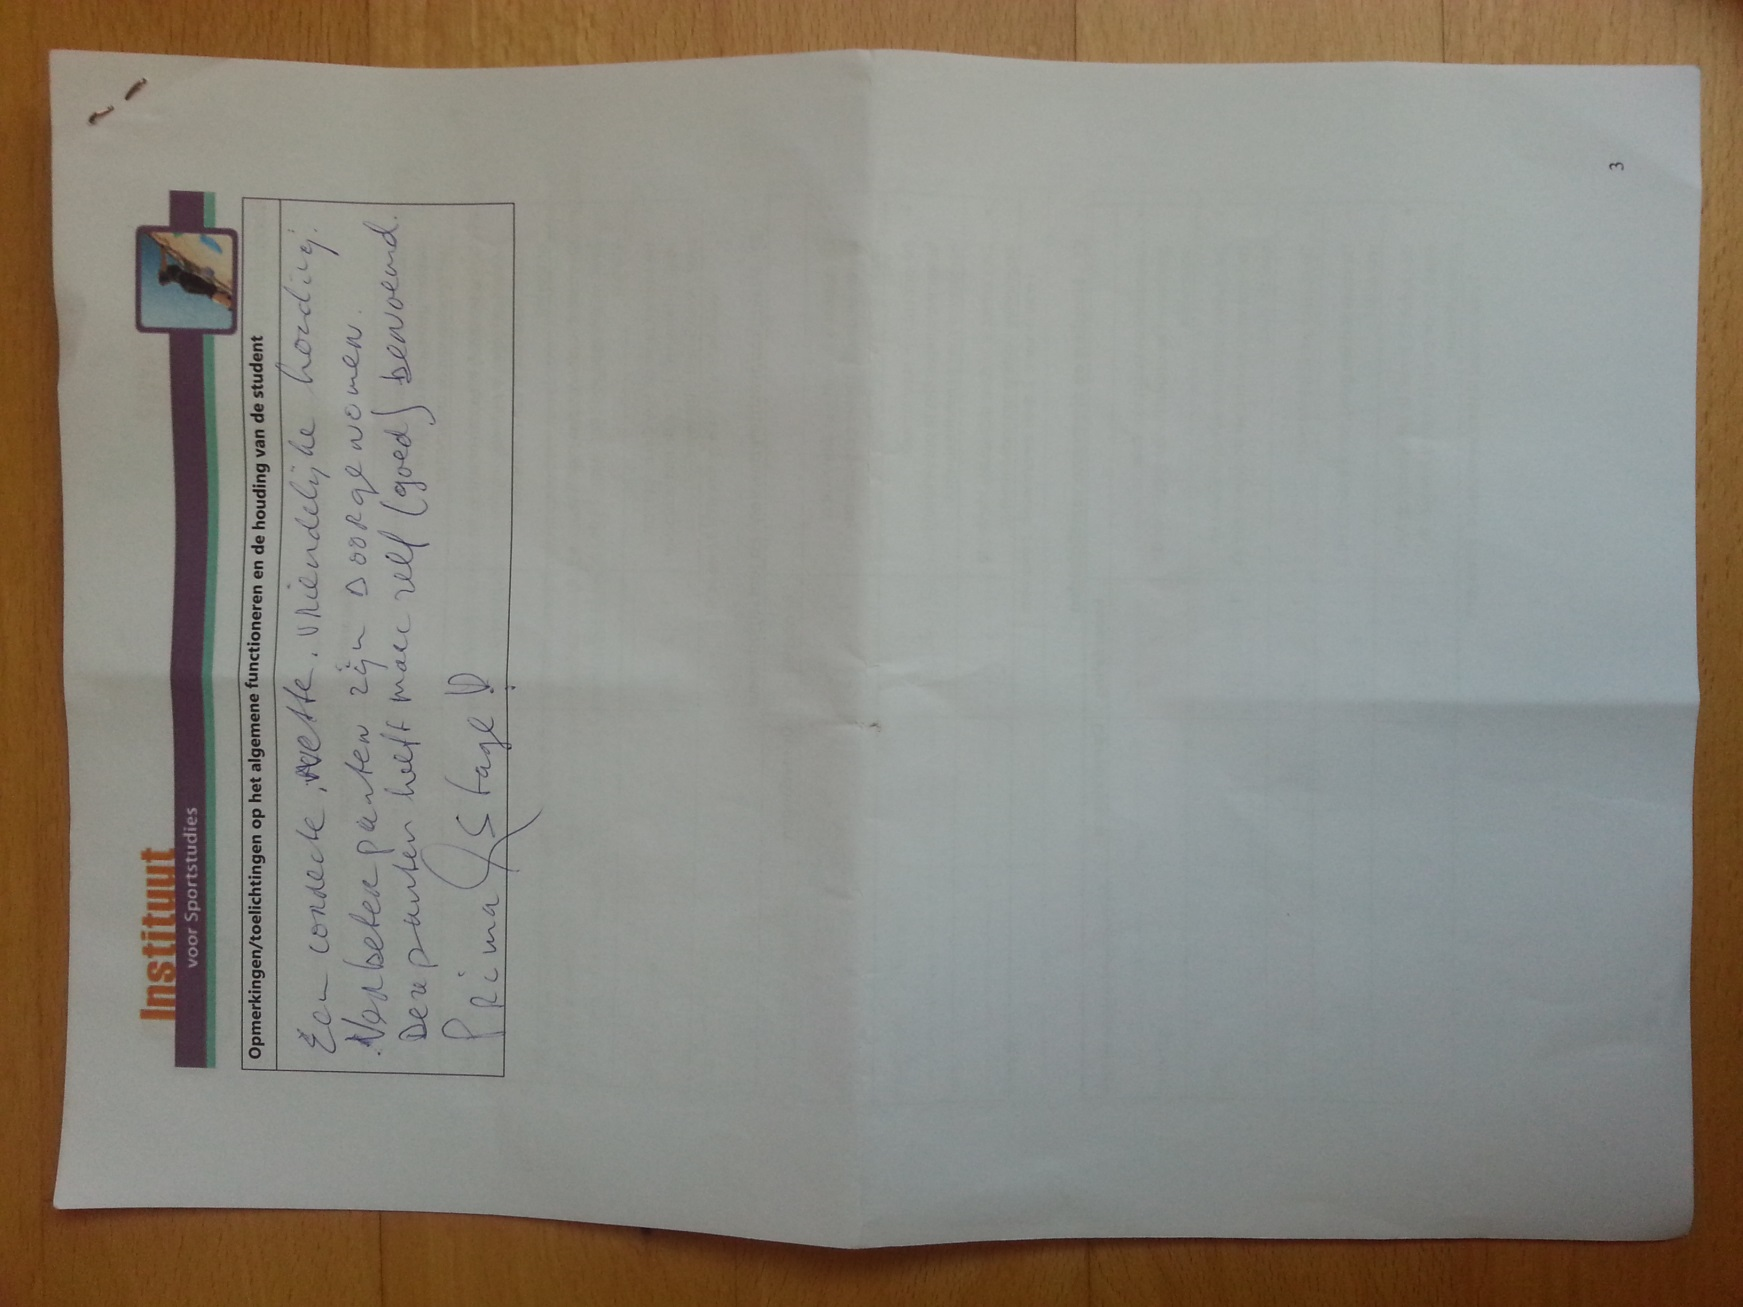 Instituut
voor Sportstudies
Opmerkingen/toelichtingen op het algemene functioneren en de houding van de student
Een correcte, nette, vriendelijke houding.
Verbeterpunten zijn doorgenomen.
Deze punten heeft marc zelf (goed) benoemd.
Prima stage!
3